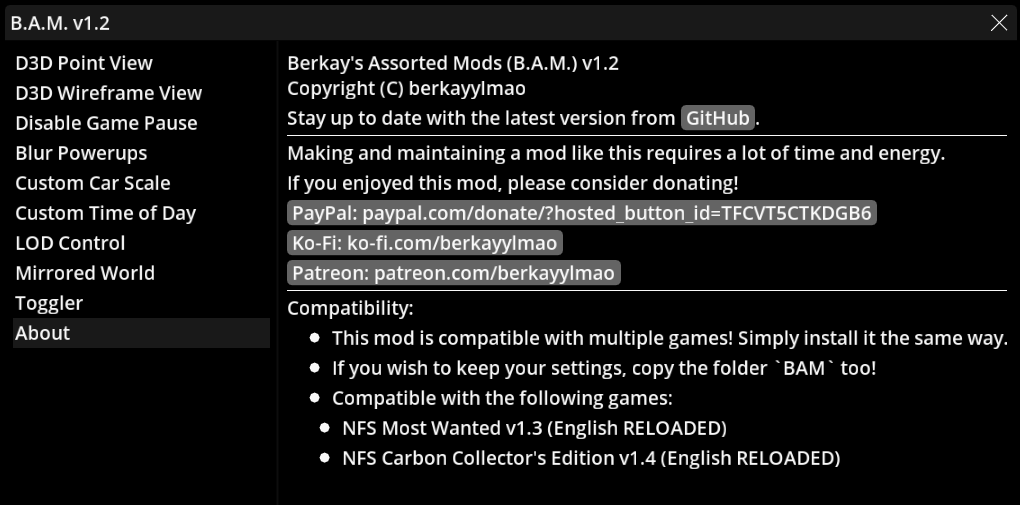 B.A.M. v1.2
D3D Point View
D3D Wireframe View
Disable Game Pause
Blur Powerups
Custom Car Scale
Custom Time of Day
LOD Control
Mirrored World
Toggler
About
Berkay's Assorted Mods (B.A.M.) v1.2
Copyright (C) berkayylmao
Stay up to date with the latest version from GitHub.
Making and maintaining a mod like this requires a lot of time and energy.
If you enjoyed this mod, please consider donating!
PayPal: paypal.com/donate/?hosted_button_id=TFCVT5CTKDGB6
Ko-Fi: ko-fi.com/berkayylmao
Patreon: patreon.com/berkayylmao
Compatibility:
This mod is compatible with multiple games! Simply install it the same way.
If you wish to keep your settings, copy the folder `BAM` too!
Compatible with the following games:
NFS Most Wanted v1.3 (English RELOADED)
NFS Carbon Collector's Edition v1.4 (English RELOADED)